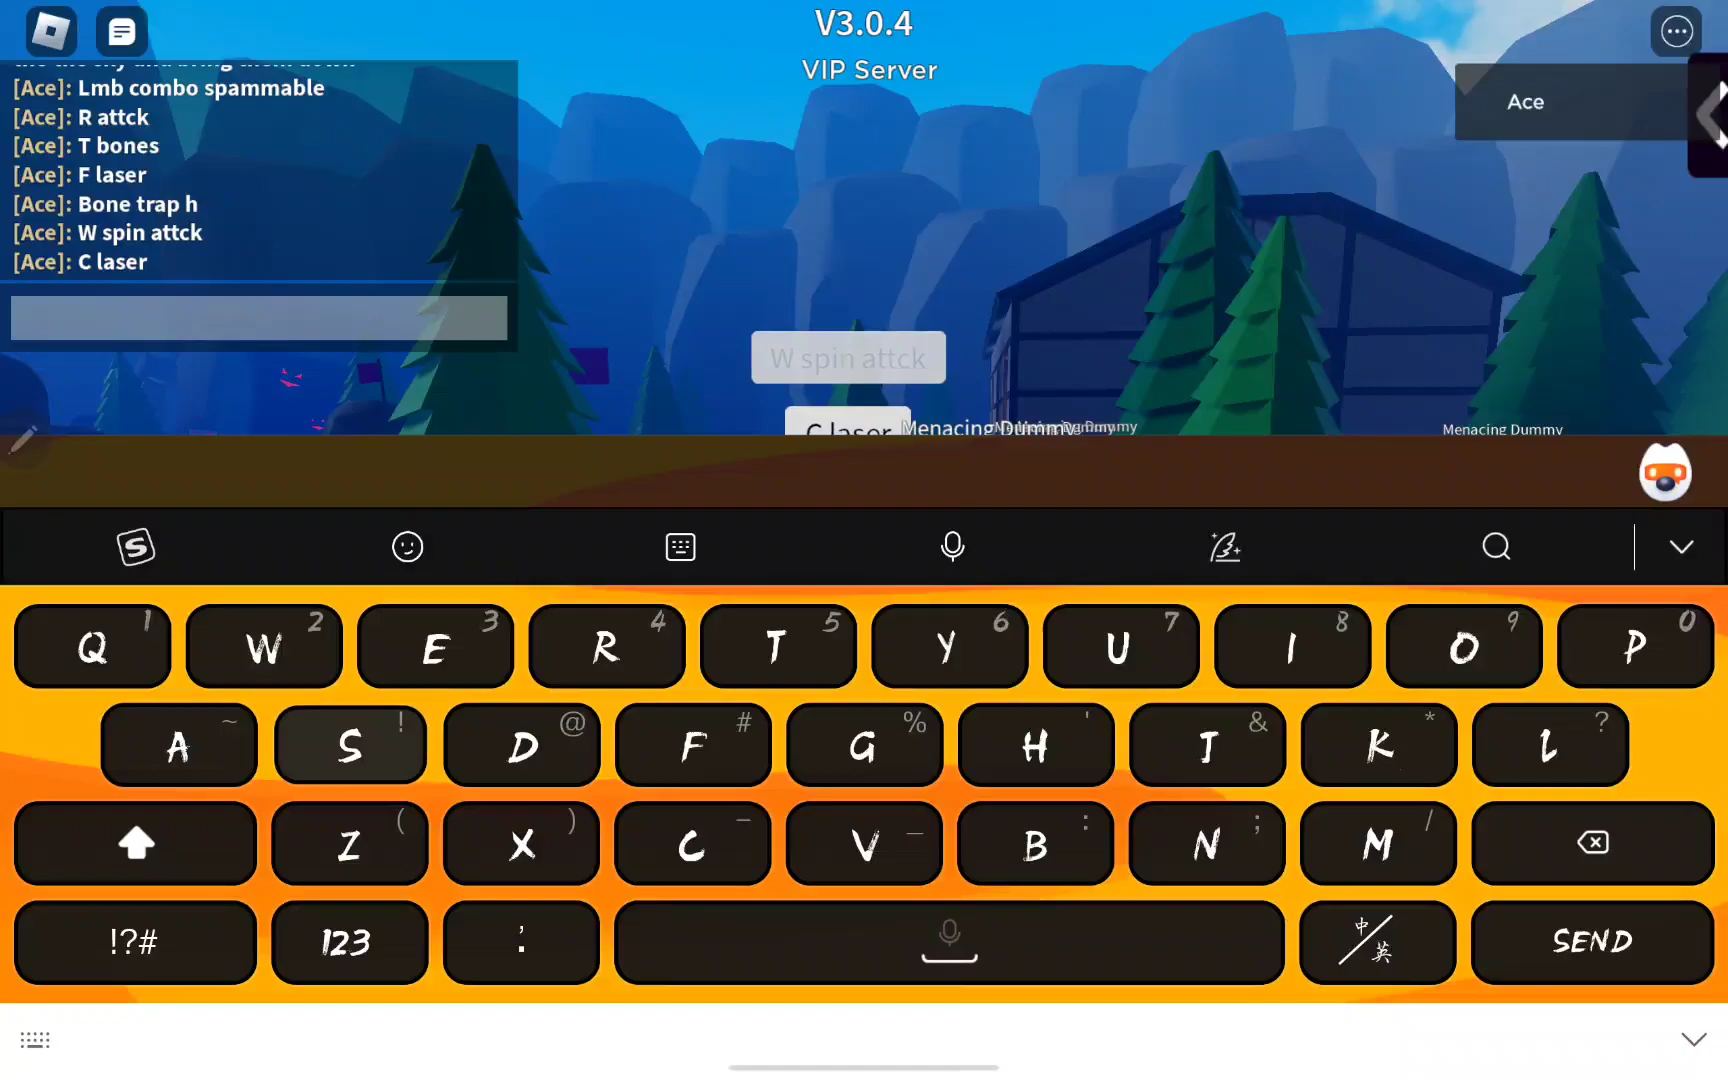 V3.0.4
VIP Server
[Ace]: Lmb combo spammable
[Ace]: R attck
[Ace]: T bones
[Ace]: F laser
[Ace]: Bone trap h
[Ace]: W spin attck
[Ace]: C laser
Ace
W spin attck
C laser
Menacing Dummy
Menacing Dummy
Q 1 W 2 E 3 R 4 T 5 Y 6 U 7 I 8 O 9 P 0
A ~ S ! D @ F # G % H ' J & K * L ?
Z ( X ) C – V _ B : N ; M /
!?# 123 , . 中/英 SEND